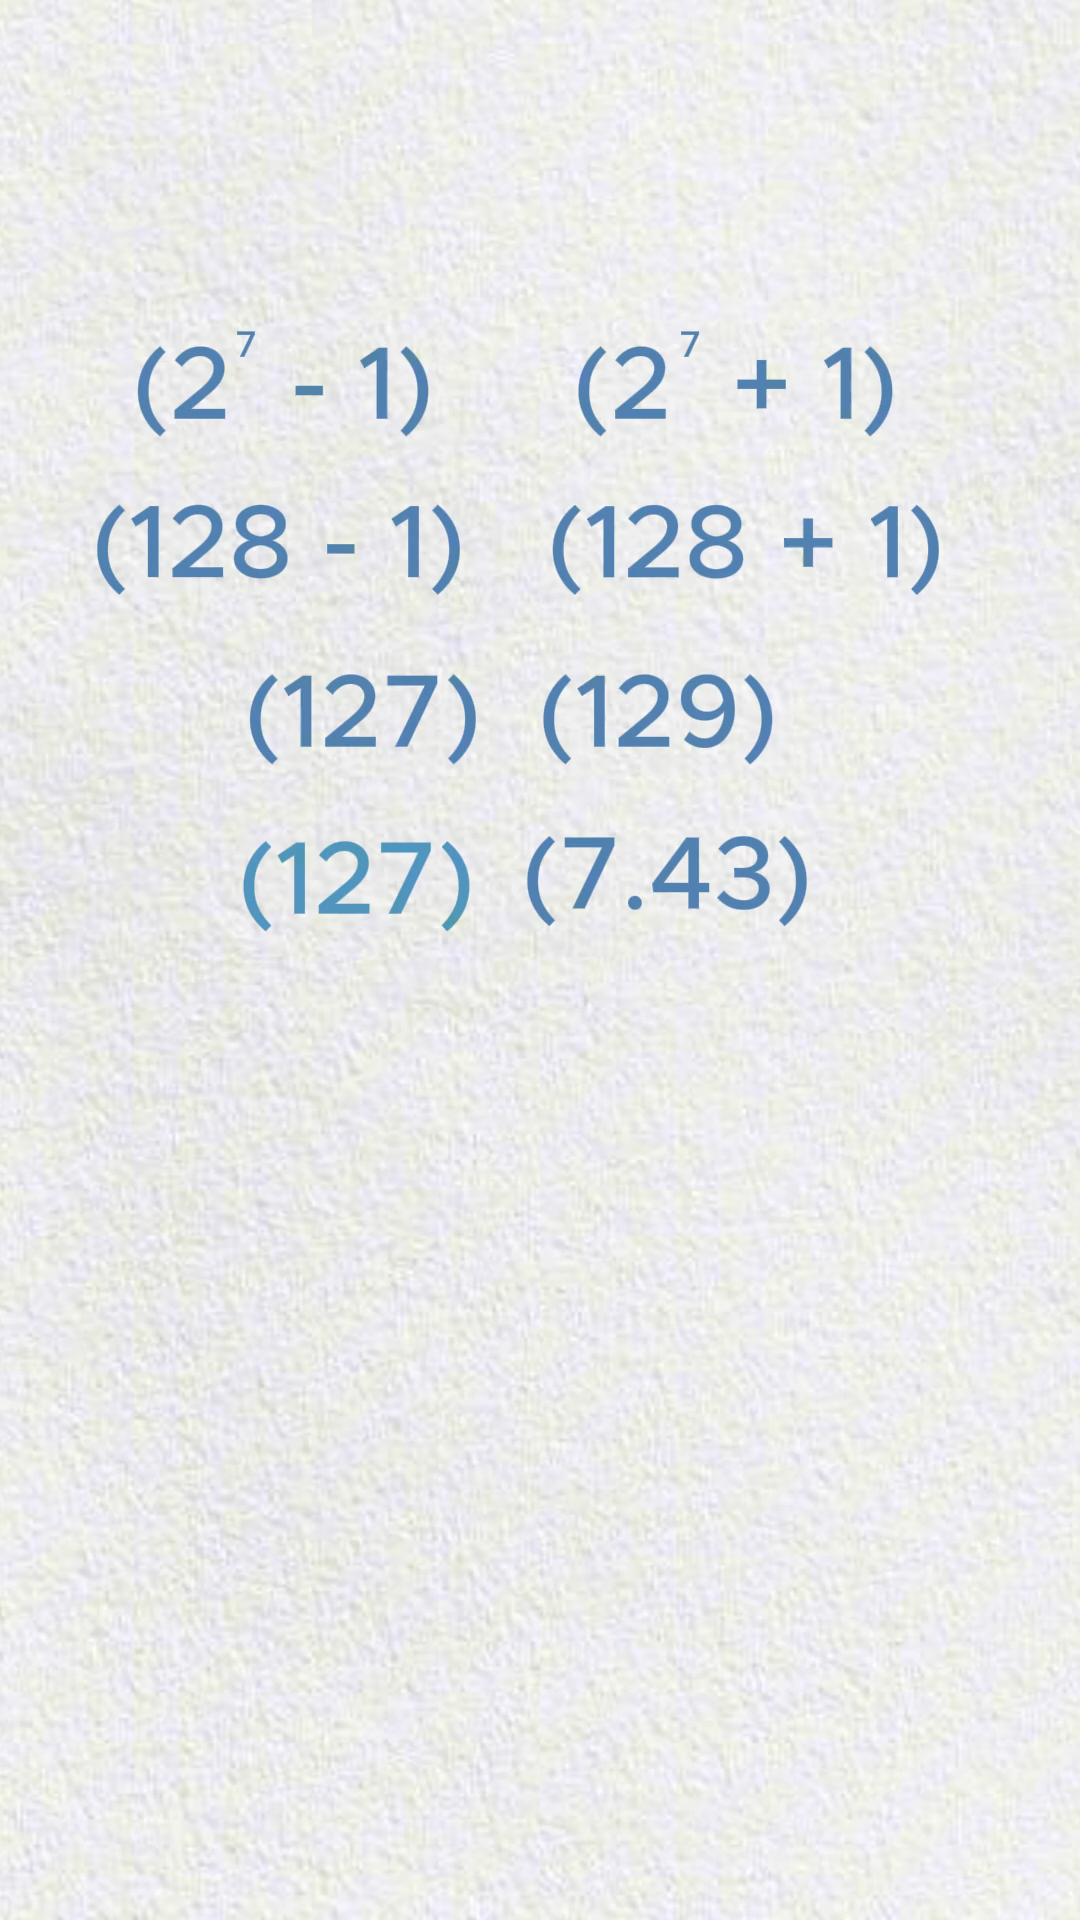 (2⁷ - 1) (2⁷ + 1)
(128 - 1) (128 + 1)
(127) (129)
(127) (7.43)